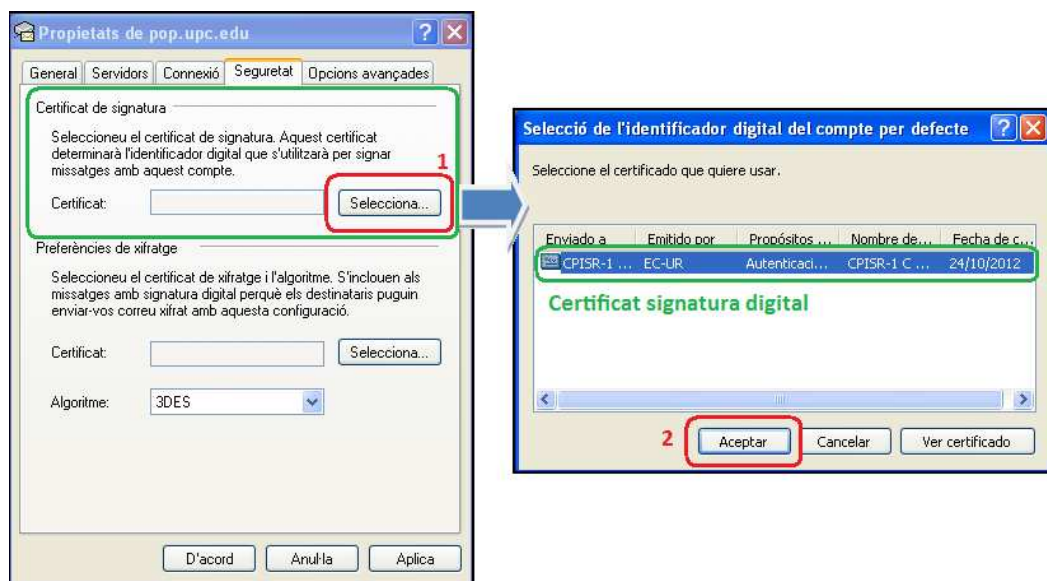 Propietats de pop.upc.edu
General Servidors Connexió Seguretat Opcions avançades
Certificat de signatura
Seleccioneu el certificat de signatura. Aquest certificat
determinarà l'identificador digital que s'utilitzarà per signar
missatges amb aquest compte.
1
Certificat: Selecciona...
Preferències de xifratge
Seleccioneu el certificat de xifratge i l'algoritme. S'inclouen als
missatges amb signatura digital perquè els destinataris puguin
enviar-vos correu xifrat amb aquesta configuració.
Certificat: Selecciona...
Algoritme: 3DES
D'acord Anul·la Aplica
Selecció de l'identificador digital del compte per defecte
Seleccione el certificado que quiere usar.
Enviado a Emitido por Propósitos ... Nombre de... Fecha de c...
CPISR-1 ... EC-UR Autenticaci... CPISR-1 C ... 24/10/2012
Certificat signatura digital
2
Aceptar Cancelar Ver certificado